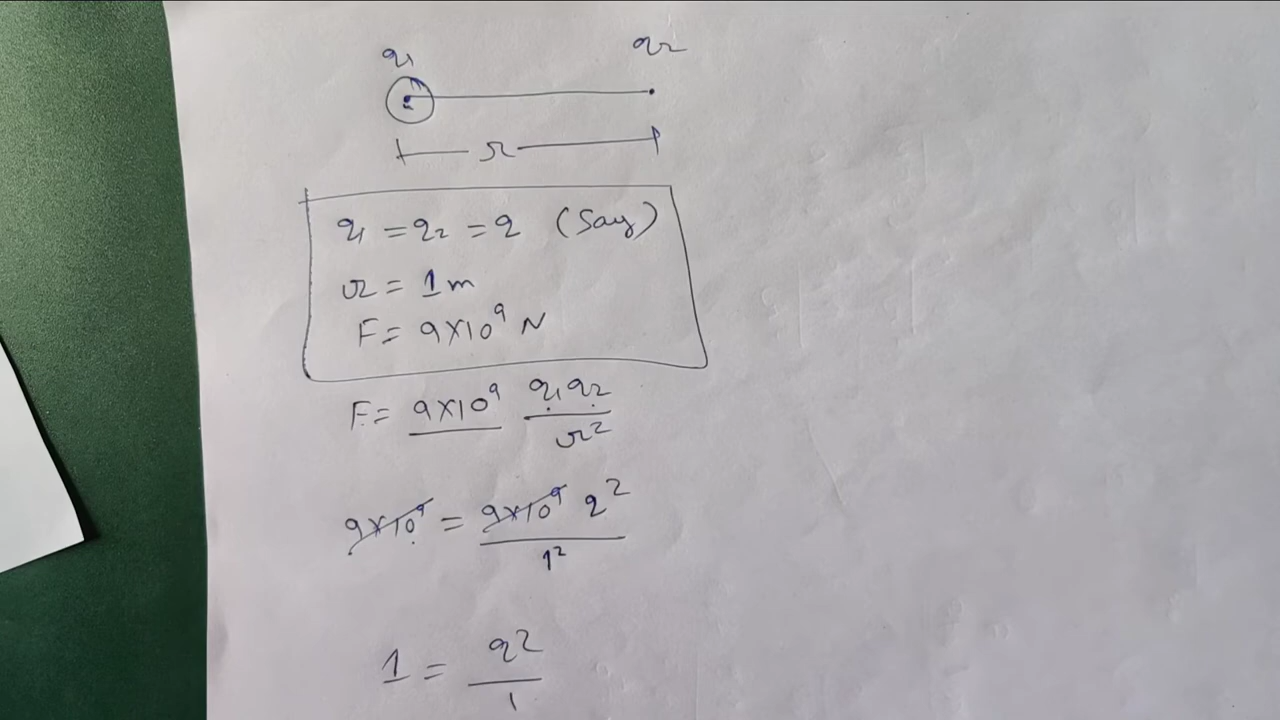 q₁ q₂
r
q₁ = q₂ = q (Say)
r = 1 m
F = 9×10⁹ N
F = 9×10⁹ q₁q₂/r²
9×10⁹ = 9×10⁹ q²/1²
1 = q²/1